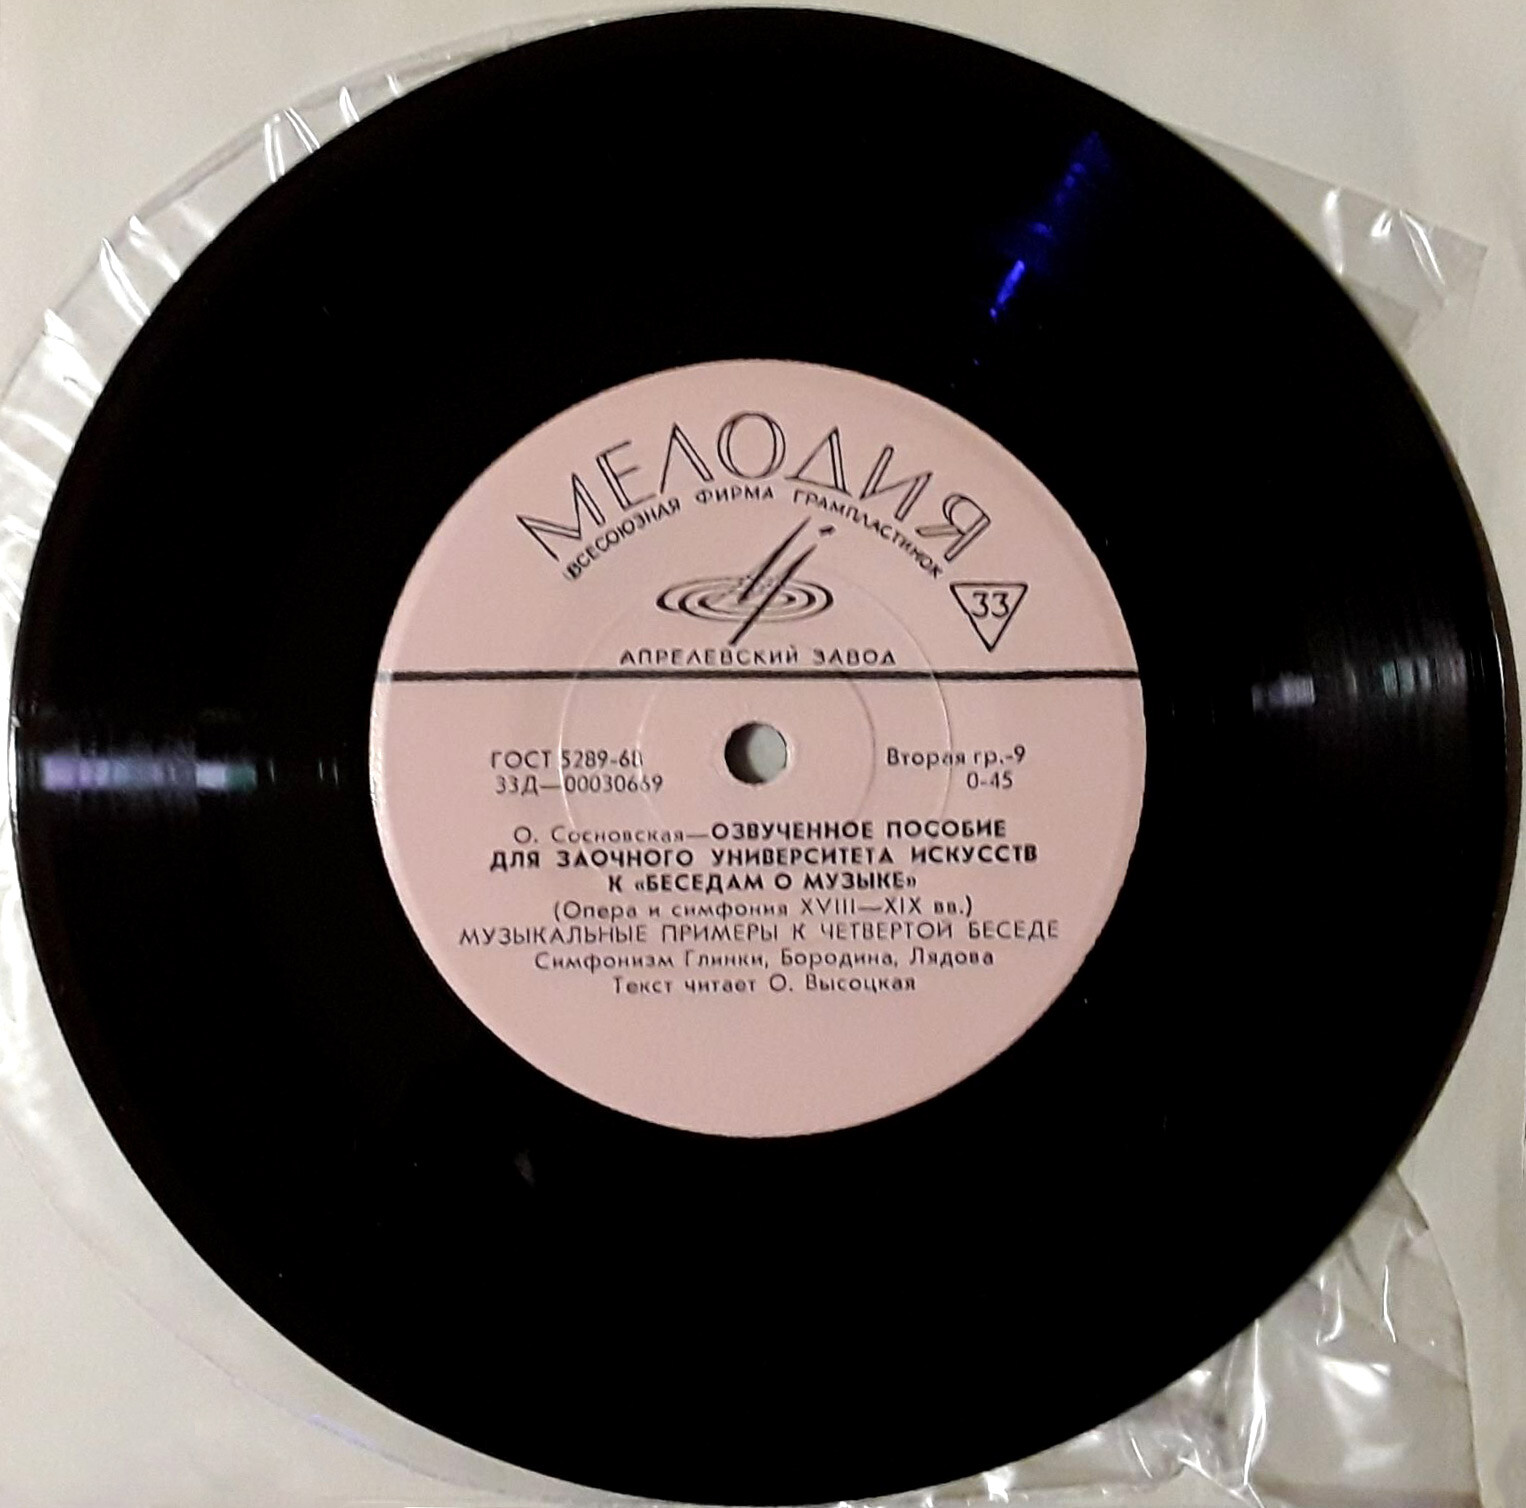 МЕЛОДИЯ
ВСЕСОЮЗНАЯ ФИРМА ГРАМПЛАСТИНОК
33
АПРЕЛЕВСКИЙ ЗАВОД
ГОСТ 5289-68 Вторая гр.-9
33Д—00030669 0-45
О. Сосновская—ОЗВУЧЕННОЕ ПОСОБИЕ
ДЛЯ ЗАОЧНОГО УНИВЕРСИТЕТА ИСКУССТВ
К «БЕСЕДАМ О МУЗЫКЕ»
(Опера и симфония XVIII—XIX вв.)
МУЗЫКАЛЬНЫЕ ПРИМЕРЫ К ЧЕТВЕРТОЙ БЕСЕДЕ
Симфонизм Глинки, Бородина, Лядова
Текст читает О. Высоцкая